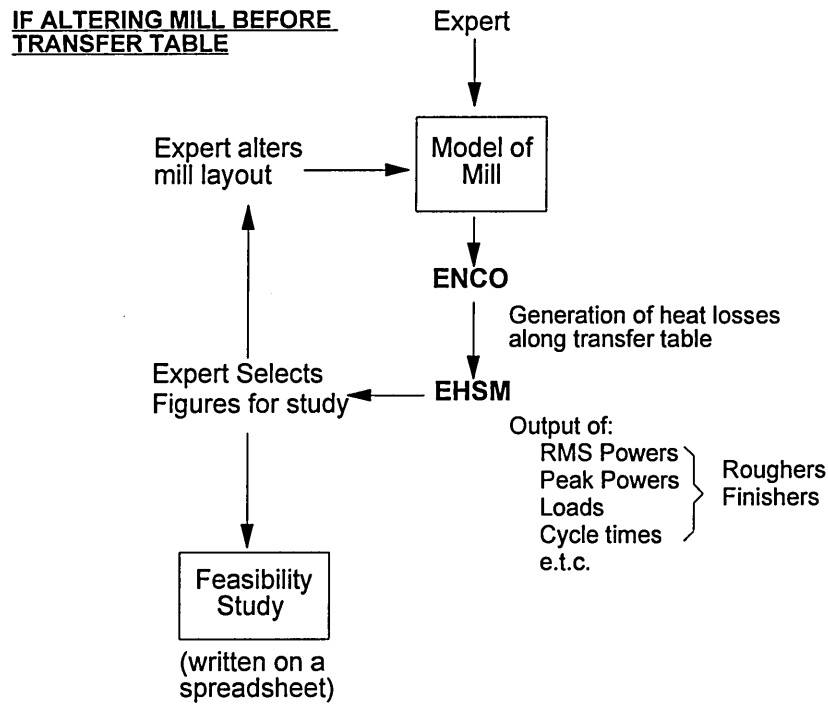 IF ALTERING MILL BEFORE
TRANSFER TABLE
Expert
Expert alters
mill layout
Model of
Mill
ENCO
Generation of heat losses
along transfer table
Expert Selects
Figures for study
EHSM
Output of:
RMS Powers
Peak Powers
Loads
Cycle times
e.t.c.
Roughers
Finishers
Feasibility
Study
(written on a
spreadsheet)